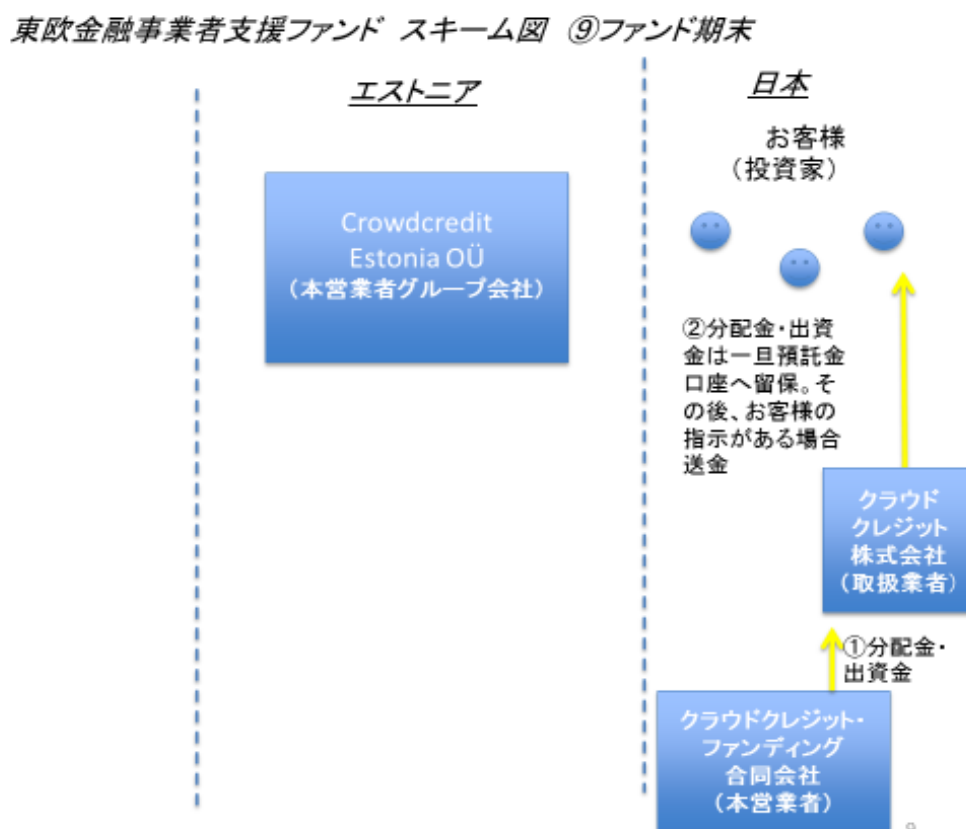 東欧金融事業者支援ファンド スキーム図 ⑨ファンド期末
エストニア
日本
お客様
（投資家）
Crowdcredit
Estonia OÜ
（本営業者グループ会社）
②分配金・出資
金は一旦預託金
口座へ留保。そ
の後、お客様の
指示がある場合
送金
クラウド
クレジット
株式会社
（取扱業者）
①分配金・
出資金
クラウドクレジット・
ファンディング
合同会社
（本営業者）